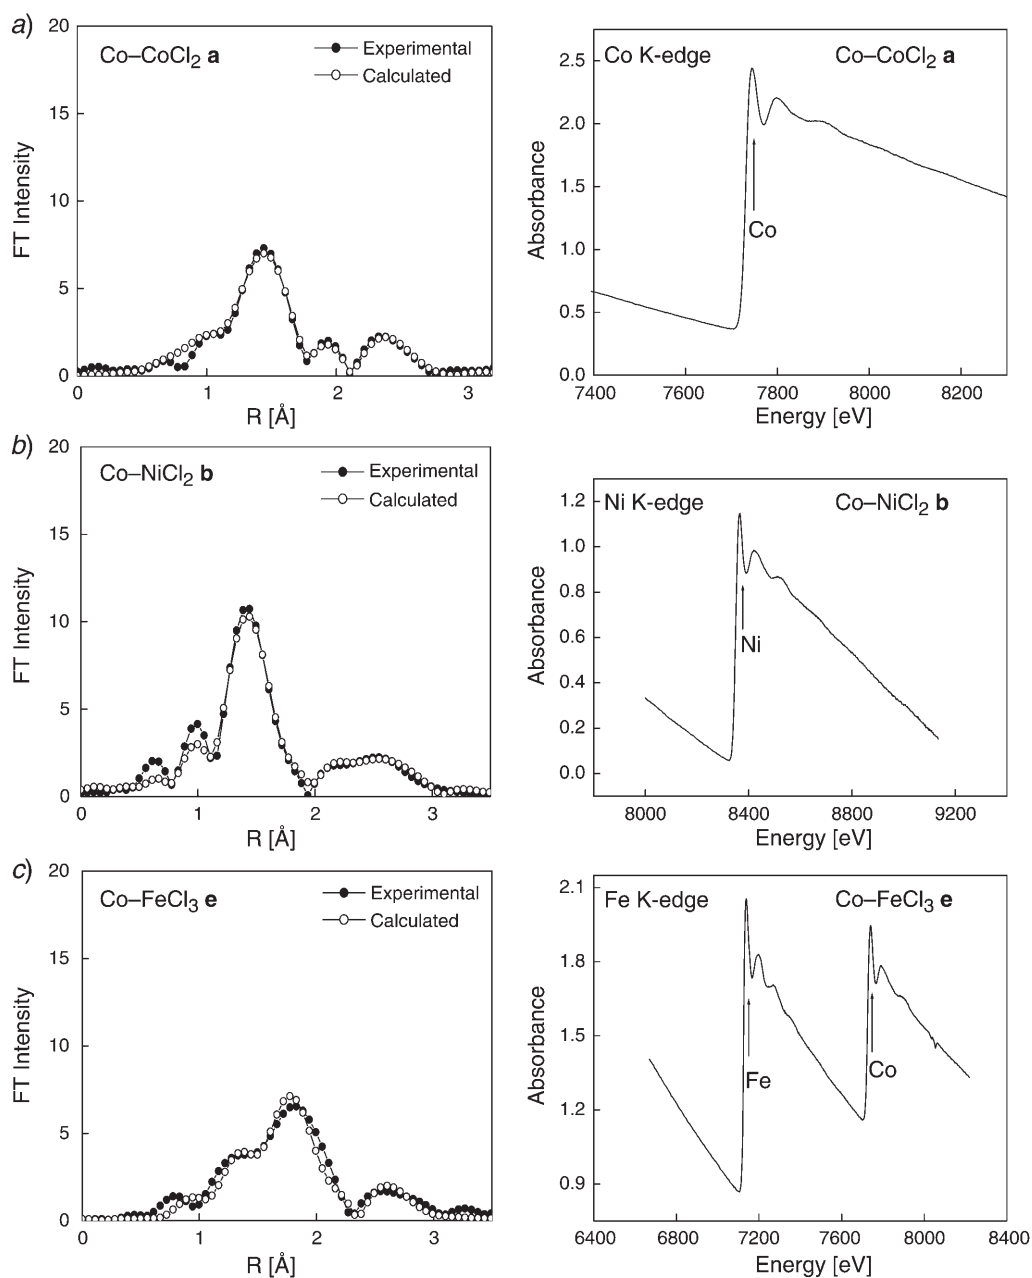 a)
20
15
10
5
0
0 1 2 3
FT Intensity
R [Å]
Co–CoCl2 a
Experimental
Calculated
Co K-edge Co–CoCl2 a
2.5
2.0
1.5
1.0
0.5
0.0
7400 7600 7800 8000 8200
Absorbance
Energy [eV]
Co
b)
20
15
10
5
0
0 1 2 3
FT Intensity
R [Å]
Co–NiCl2 b
Experimental
Calculated
Ni K-edge Co–NiCl2 b
1.2
1.0
0.8
0.6
0.4
0.2
0.0
8000 8400 8800 9200
Absorbance
Energy [eV]
Ni
c)
20
15
10
5
0
0 1 2 3
FT Intensity
R [Å]
Co–FeCl3 e
Experimental
Calculated
Fe K-edge Co–FeCl3 e
2.1
1.8
1.5
1.2
0.9
6400 6800 7200 7600 8000 8400
Absorbance
Energy [eV]
Fe
Co